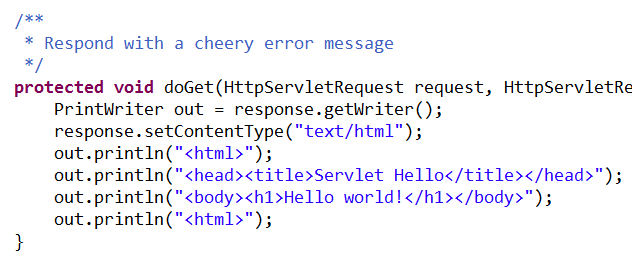 /**
 * Respond with a cheery error message
 */
protected void doGet(HttpServletRequest request, HttpServletRe
    PrintWriter out = response.getWriter();
    response.setContentType("text/html");
    out.println("<html>");
    out.println("<head><title>Servlet Hello</title></head>");
    out.println("<body><h1>Hello world!</h1></body>");
    out.println("<html>");
}